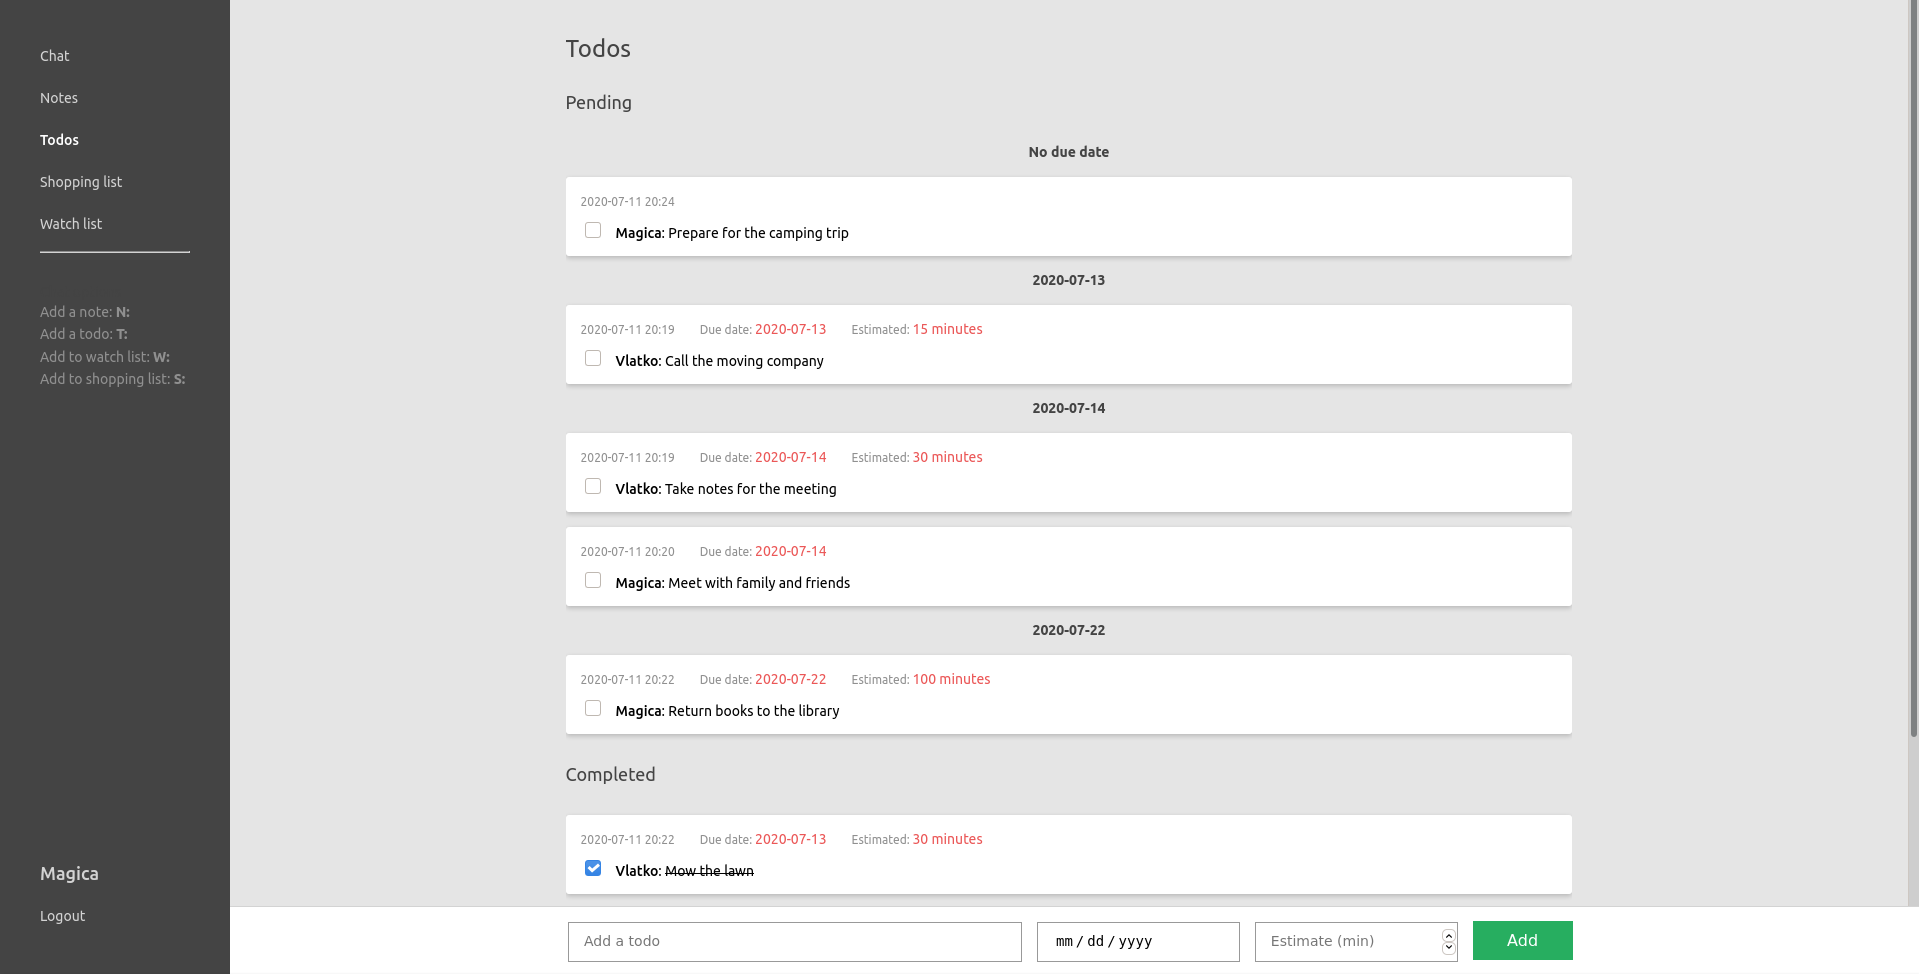 Chat
Notes
Todos
Shopping list
Watch list
Add a note: N:
Add a todo: T:
Add to watch list: W:
Add to shopping list: S:
Magica
Logout
Todos
Pending
No due date
2020-07-11 20:24
Magica: Prepare for the camping trip
2020-07-13
2020-07-11 20:19 Due date: 2020-07-13 Estimated: 15 minutes
Vlatko: Call the moving company
2020-07-14
2020-07-11 20:19 Due date: 2020-07-14 Estimated: 30 minutes
Vlatko: Take notes for the meeting
2020-07-11 20:20 Due date: 2020-07-14
Magica: Meet with family and friends
2020-07-22
2020-07-11 20:22 Due date: 2020-07-22 Estimated: 100 minutes
Magica: Return books to the library
Completed
2020-07-11 20:22 Due date: 2020-07-13 Estimated: 30 minutes
Vlatko: Mow the lawn
Add a todo mm / dd / yyyy Estimate (min) Add